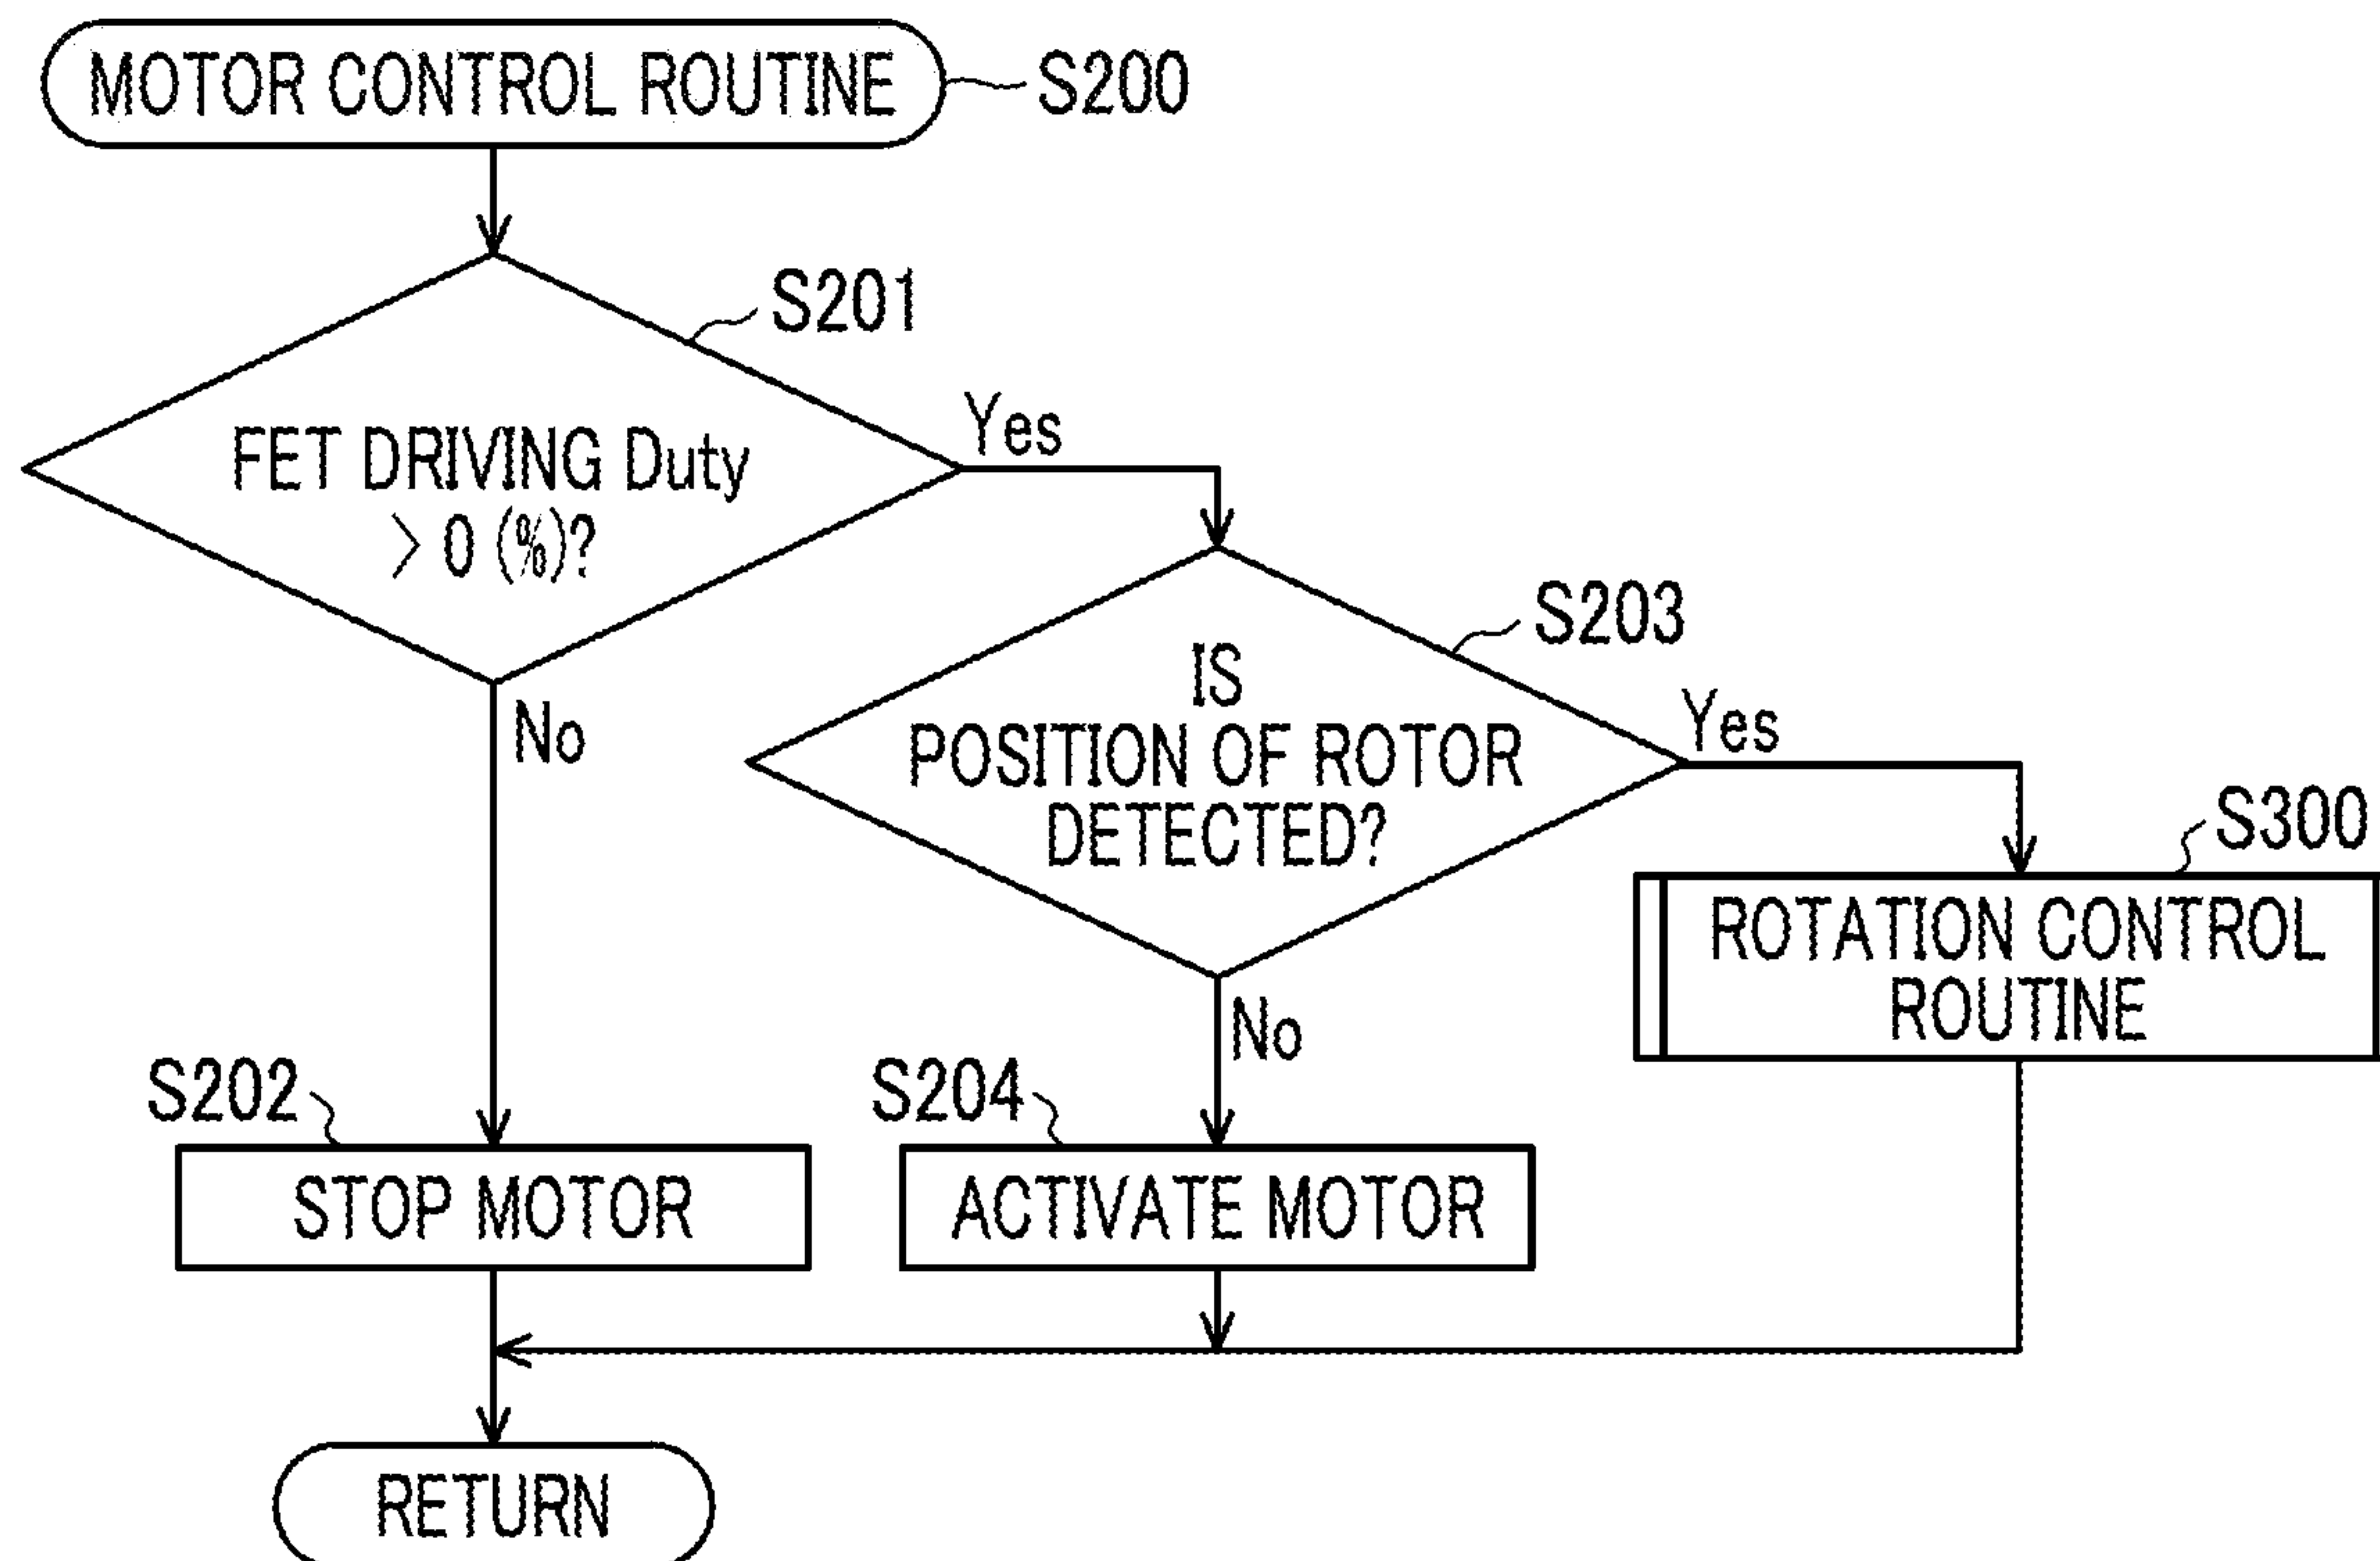 MOTOR CONTROL ROUTINE
S200
S201
FET DRIVING Duty
> 0 (%)?
Yes
No
S203
IS
POSITION OF ROTOR
DETECTED?
Yes
No
S300
ROTATION CONTROL
ROUTINE
S202
STOP MOTOR
S204
ACTIVATE MOTOR
RETURN